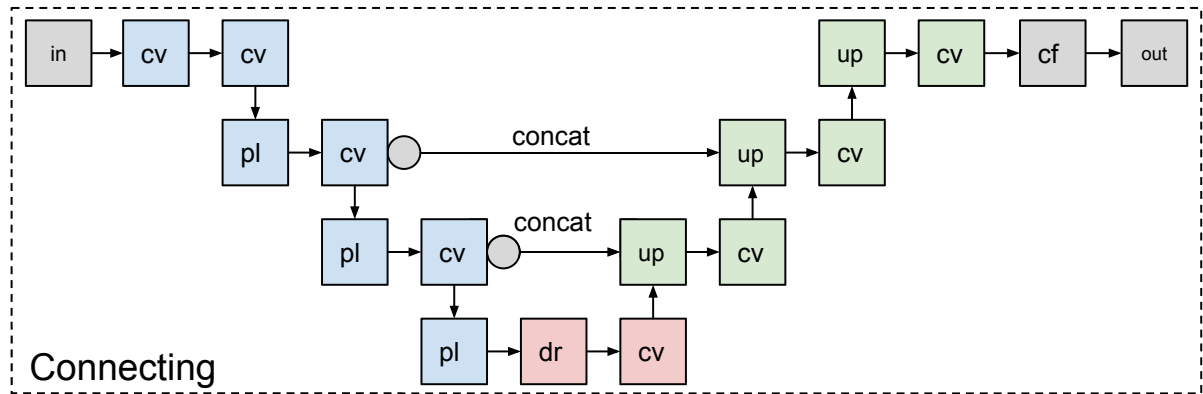 in cv cv up cv cf out
pl cv concat up cv
pl cv concat up cv
pl dr cv
Connecting